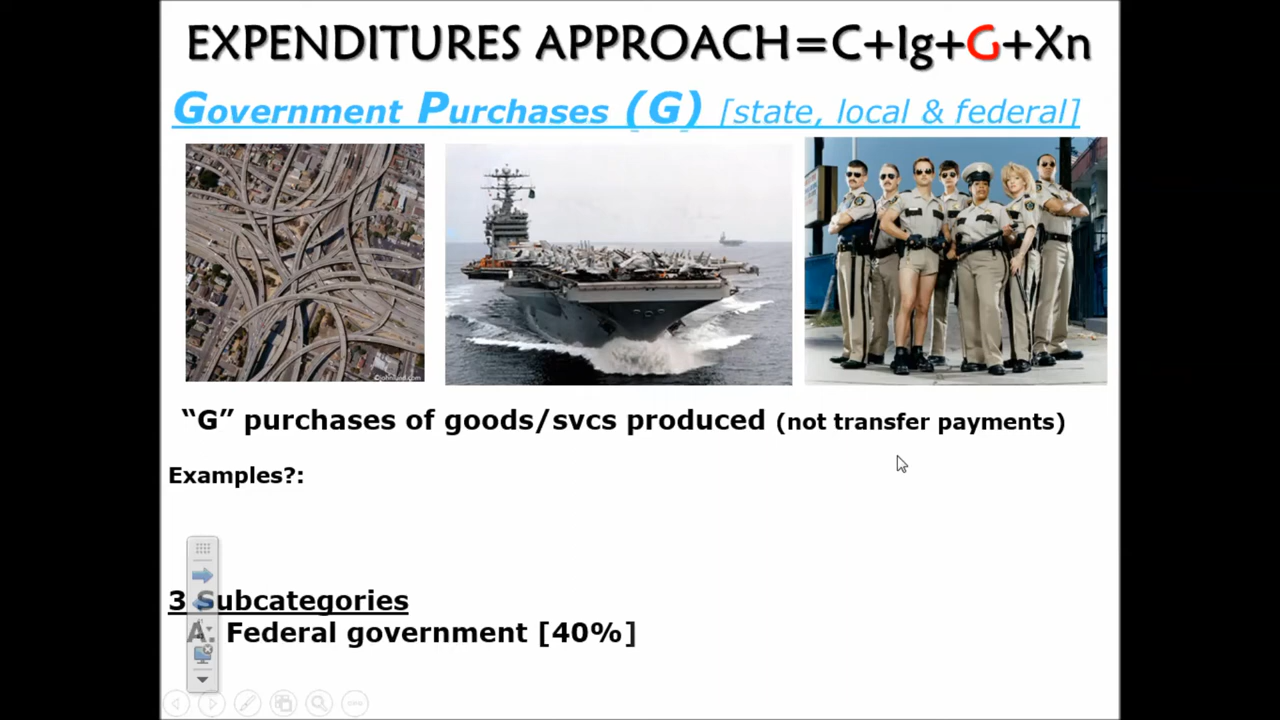 EXPENDITURES APPROACH=C+Ig+G+Xn
Government Purchases (G) [state, local & federal]
“G” purchases of goods/svcs produced (not transfer payments)
Examples?:
3 Subcategories
A. Federal government [40%]